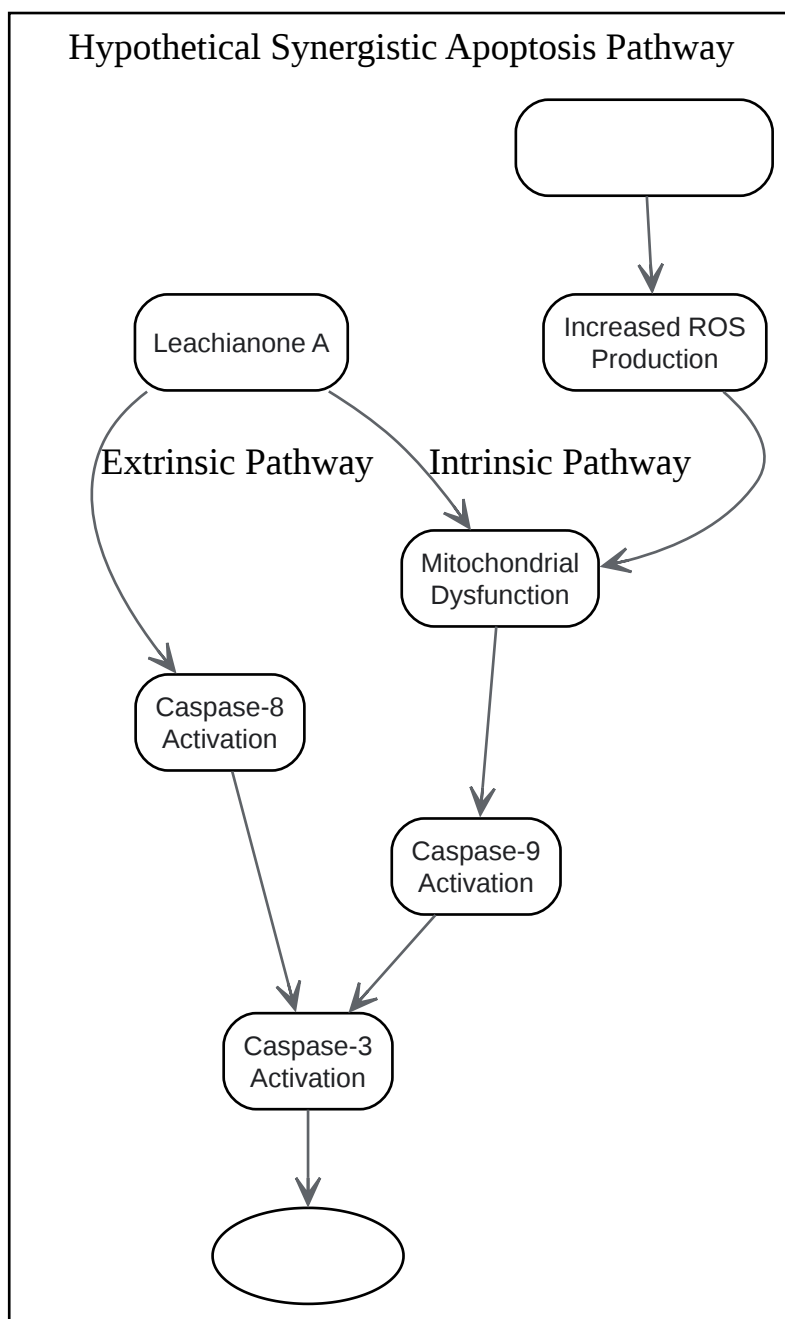 Hypothetical Synergistic Apoptosis Pathway
Increased ROS
Production
Leachianone A
Extrinsic Pathway
Intrinsic Pathway
Mitochondrial
Dysfunction
Caspase-8
Activation
Caspase-9
Activation
Caspase-3
Activation